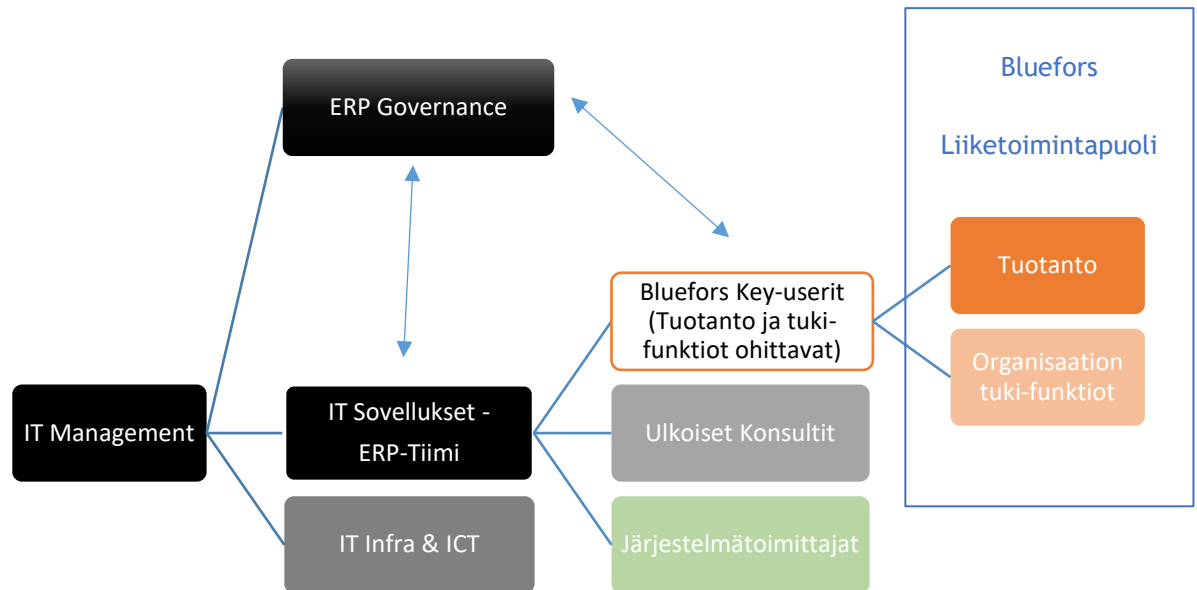 Bluefors
Liiketoimintapuoli
ERP Governance
Tuotanto
Bluefors Key-userit
(Tuotanto ja tuki-
funktiot ohittavat)
Organisaation
tuki-funktiot
IT Management
IT Sovellukset -
ERP-Tiimi
Ulkoiset Konsultit
IT Infra & ICT
Järjestelmätoimittajat